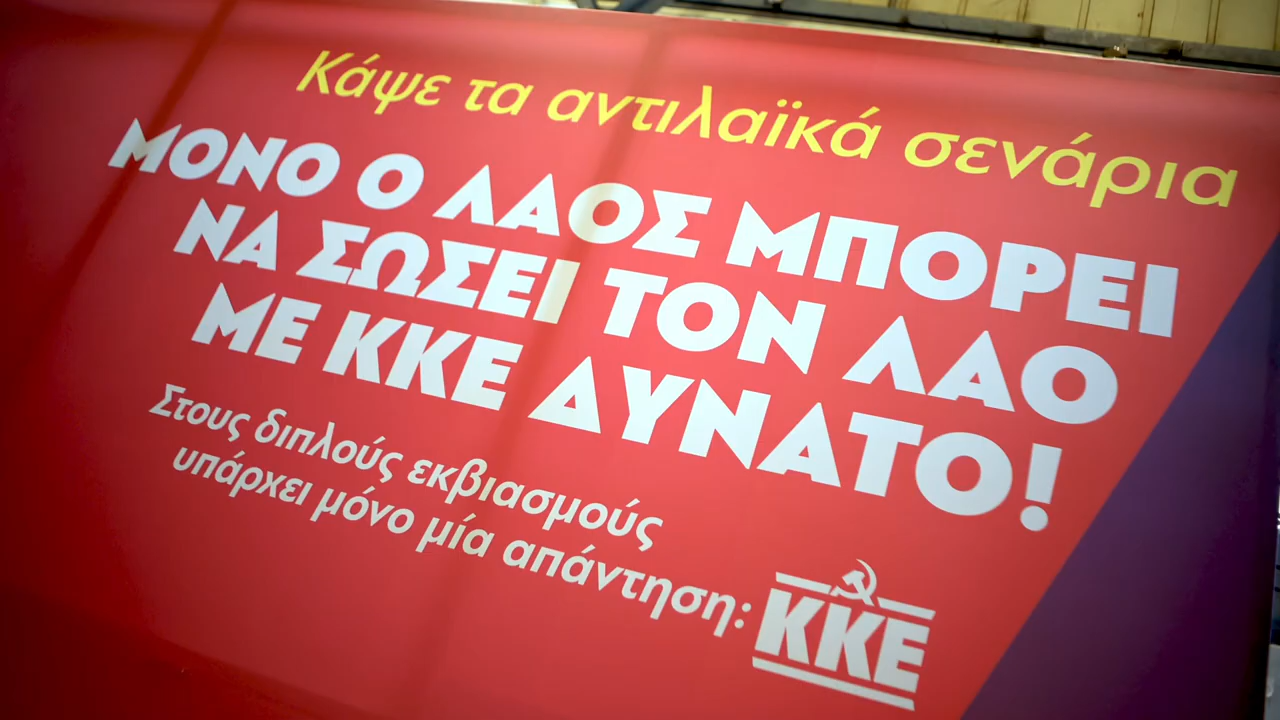 Κάψε τα αντιλαϊκά σενάρια
ΜΟΝΟ Ο ΛΑΟΣ ΜΠΟΡΕΙ
ΝΑ ΣΩΣΕΙ ΤΟΝ ΛΑΟ
ΜΕ ΚΚΕ ΔΥΝΑΤΟ!
Στους διπλούς εκβιασμούς
υπάρχει μόνο μία απάντηση:
ΚΚΕ